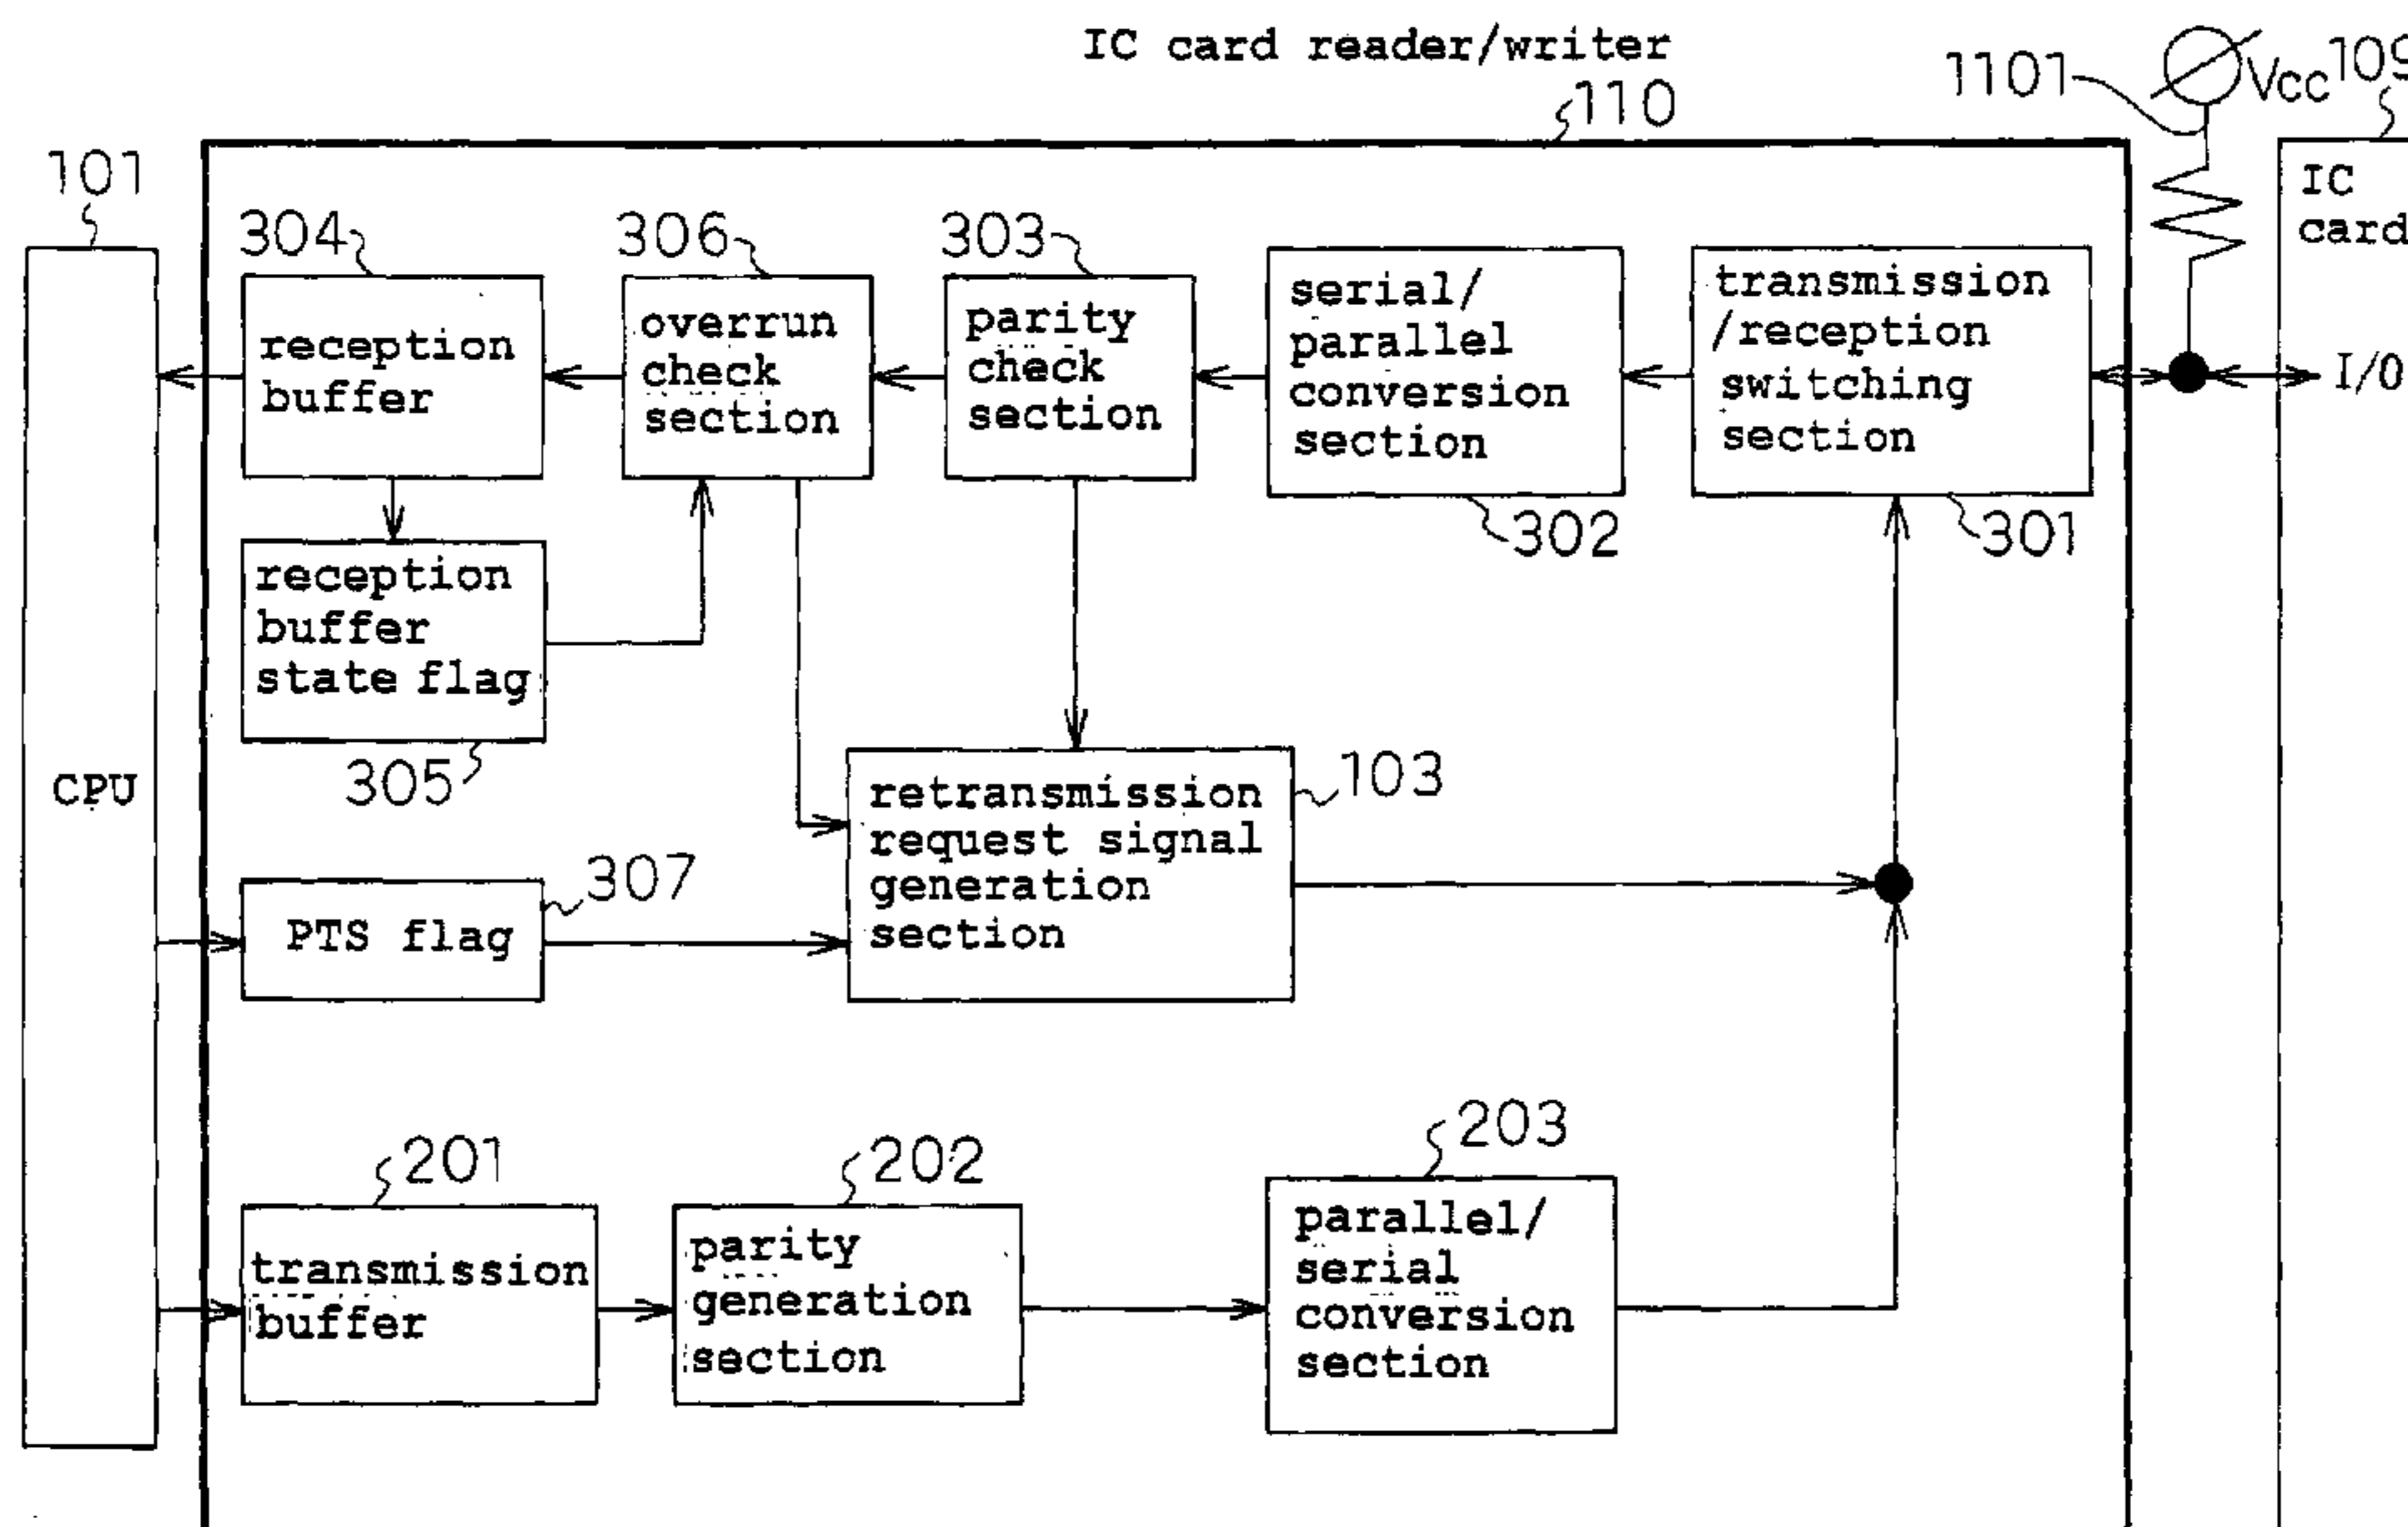 IC card reader/writer
110
1101
Vcc
109
101
IC
card
304
306
303
reception
buffer
overrun
check
section
parity
check
section
serial/
parallel
conversion
section
transmission
/reception
switching
section
I/O
302
301
reception
buffer
state flag
305
CPU
retransmission
request signal
generation
section
103
307
PTS flag
201
202
203
transmission
buffer
parity
generation
section
parallel/
serial
conversion
section